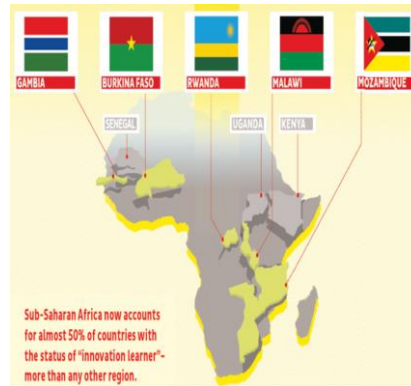 GAMBIA BURKINA FASO RWANDA MALAWI MOZAMBIQUE
SENEGAL UGANDA KENYA
Sub-Saharan Africa now accounts
for almost 50% of countries with
the status of “innovation learner”–
more than any other region.